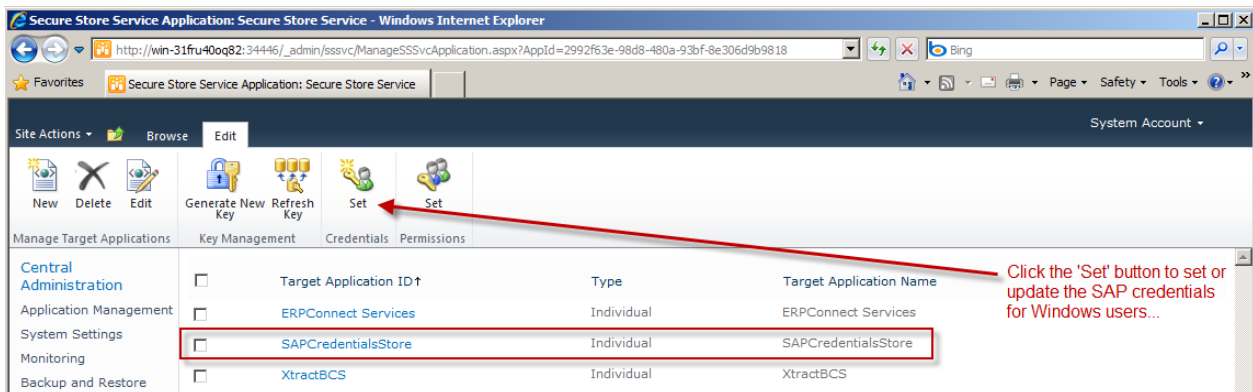 Secure Store Service Application: Secure Store Service - Windows Internet Explorer
http://win-31fru40oq82:34446/_admin/sssvc/ManageSSSvcApplication.aspx?AppId=2992f63e-98d8-480a-93bf-8e306d9b9818
Bing
Favorites
Secure Store Service Application: Secure Store Service
Page
Safety
Tools
»
Site Actions
Browse
Edit
System Account
New
Delete
Edit
Generate New Key
Refresh Key
Set
Set
Manage Target Applications
Key Management
Credentials
Permissions
Central Administration
Application Management
System Settings
Monitoring
Backup and Restore
Target Application ID↑
Type
Target Application Name
ERPConnect Services
Individual
ERPConnect Services
SAPCredentialsStore
Individual
SAPCredentialsStore
XtractBCS
Individual
XtractBCS
Click the 'Set' button to set or
update the SAP credentials
for Windows users...